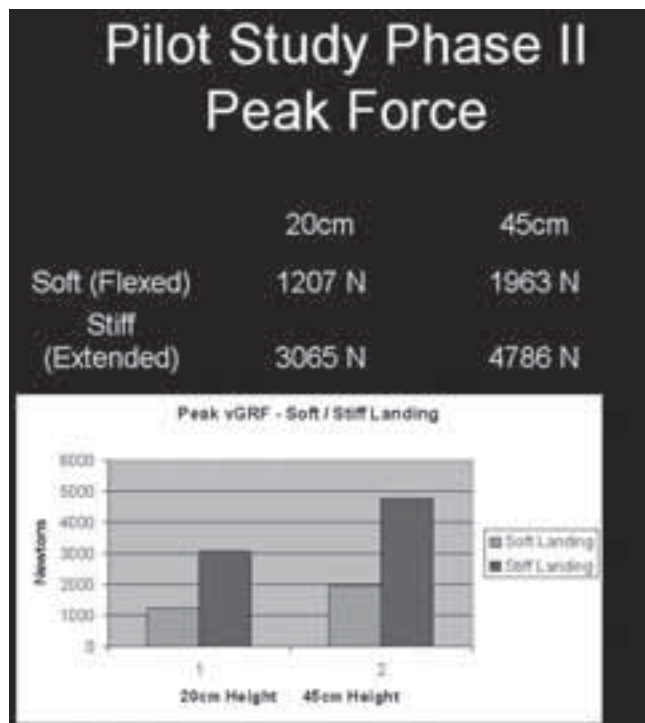 Pilot Study Phase II
Peak Force
20cm 45cm
Soft (Flexed) 1207 N 1963 N
Stiff
(Extended) 3065 N 4786 N
Peak vGRF - Soft / Stiff Landing
6000
5000
4000
3000
2000
1000
0
Newtons
1 2
20cm Height 45cm Height
Soft Landing
Stiff Landing